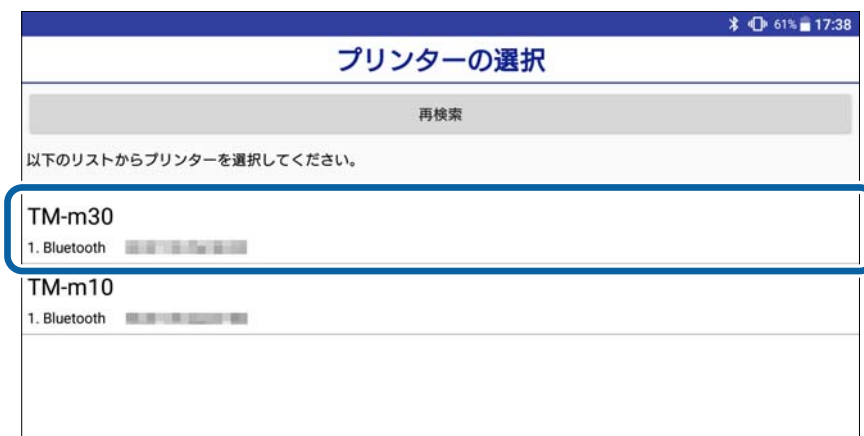 61% 17:38
プリンターの選択
再検索
以下のリストからプリンターを選択してください。
TM-m30
1. Bluetooth
TM-m10
1. Bluetooth